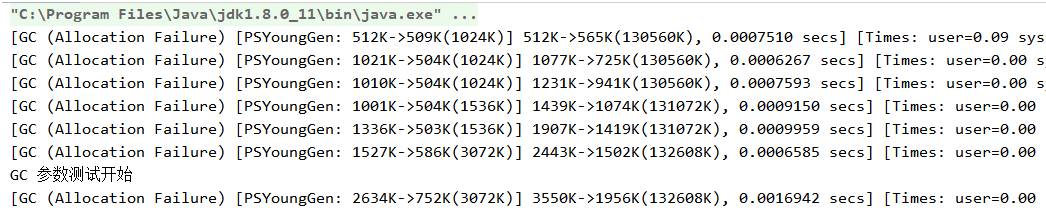 "C:\Program Files\Java\jdk1.8.0_11\bin\java.exe" ...
[GC (Allocation Failure) [PSYoungGen: 512K->509K(1024K)] 512K->565K(130560K), 0.0007510 secs] [Times: user=0.09 sys
[GC (Allocation Failure) [PSYoungGen: 1021K->504K(1024K)] 1077K->725K(130560K), 0.0006267 secs] [Times: user=0.00 s
[GC (Allocation Failure) [PSYoungGen: 1010K->504K(1024K)] 1231K->941K(130560K), 0.0007593 secs] [Times: user=0.00 s
[GC (Allocation Failure) [PSYoungGen: 1001K->504K(1536K)] 1439K->1074K(131072K), 0.0009150 secs] [Times: user=0.00
[GC (Allocation Failure) [PSYoungGen: 1336K->503K(1536K)] 1907K->1419K(131072K), 0.0009959 secs] [Times: user=0.00
[GC (Allocation Failure) [PSYoungGen: 1527K->586K(3072K)] 2443K->1502K(132608K), 0.0006585 secs] [Times: user=0.00
GC 参数测试开始
[GC (Allocation Failure) [PSYoungGen: 2634K->752K(3072K)] 3550K->1956K(132608K), 0.0016942 secs] [Times: user=0.00